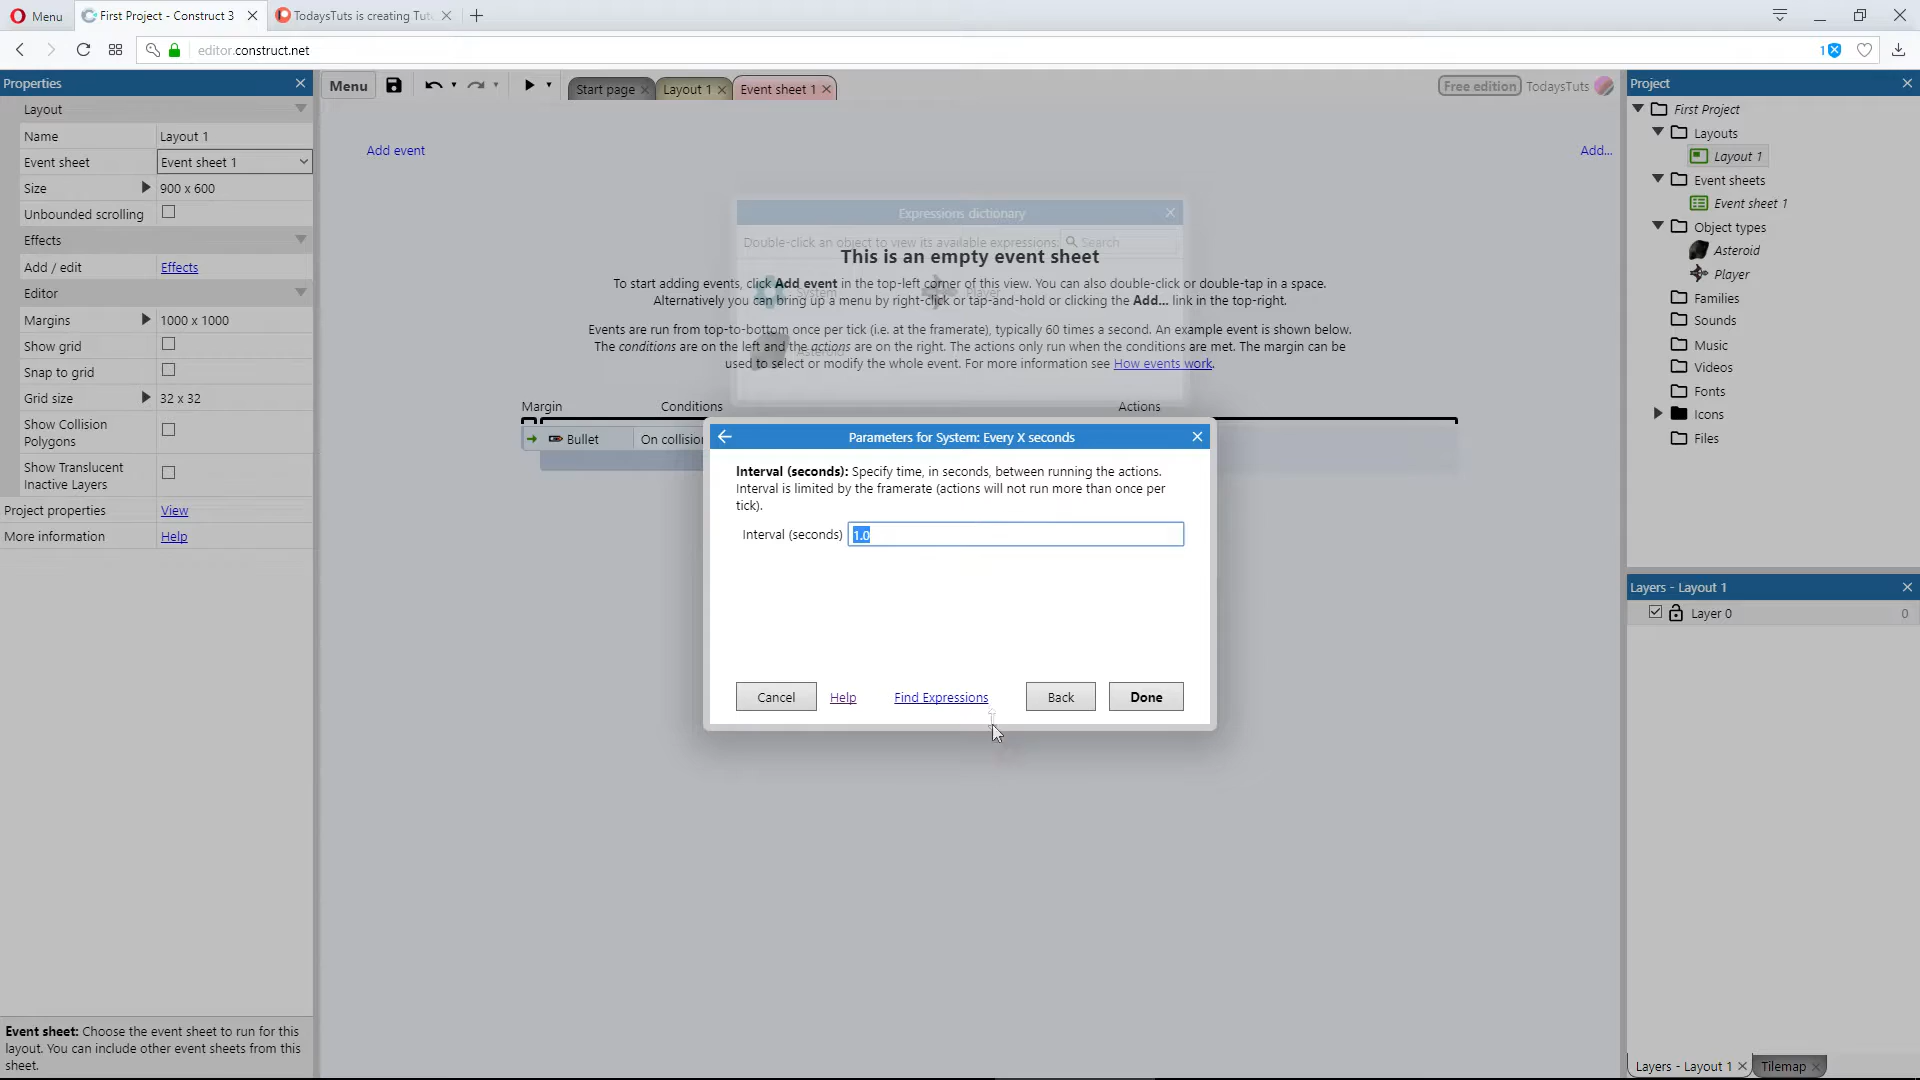 Menu
First Project - Construct 3
TodaysTuts is creating Tut
editor.construct.net
1
Properties
Layout
Name Layout 1
Event sheet Event sheet 1
Size 900 x 600
Unbounded scrolling
Effects
Add / edit Effects
Editor
Margins 1000 x 1000
Show grid
Snap to grid
Grid size 32 x 32
Show Collision
Polygons
Show Translucent
Inactive Layers
Project properties View
More information Help
Event sheet: Choose the event sheet to run for this
layout. You can include other event sheets from this
sheet.
Menu
Start page
Layout 1
Event sheet 1
Free edition
TodaysTuts
Add event
Add...
Expressions dictionary
Double-click an object to view its available expressions:
Search
This is an empty event sheet
To start adding events, click Add event in the top-left corner of this view. You can also double-click or double-tap in a space.
Alternatively you can bring up a menu by right-click or tap-and-hold or clicking the Add... link in the top-right.
System
Player
Events are run from top-to-bottom once per tick (i.e. at the framerate), typically 60 times a second. An example event is shown below.
The conditions are on the left and the actions are on the right. The actions only run when the conditions are met. The margin can be
Asteroid
used to select or modify the whole event. For more information see How events work.
Margin
Conditions
Actions
Bullet
On collision
Parameters for System: Every X seconds
Interval (seconds): Specify time, in seconds, between running the actions.
Interval is limited by the framerate (actions will not run more than once per
tick).
Interval (seconds) 1.0
Cancel
Help
Find Expressions
Back
Done
Project
First Project
Layouts
Layout 1
Event sheets
Event sheet 1
Object types
Asteroid
Player
Families
Sounds
Music
Videos
Fonts
Icons
Files
Layers - Layout 1
Layer 0 0
Layers - Layout 1
Tilemap